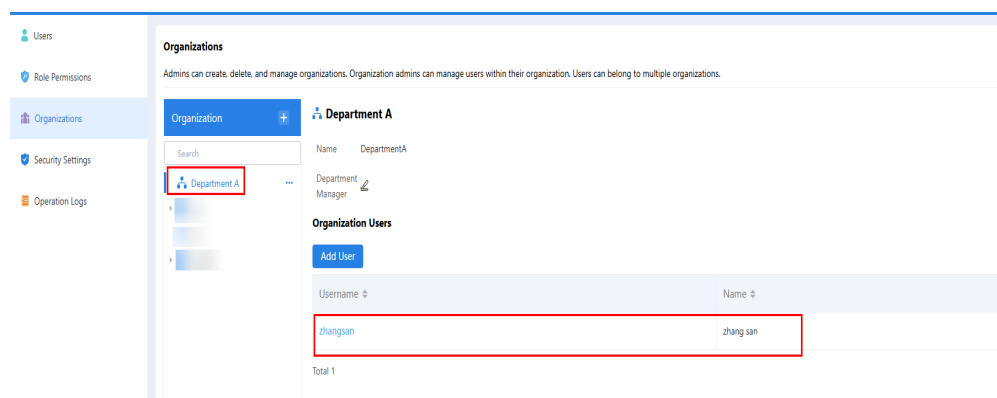 Users
Role Permissions
Organizations
Security Settings
Operation Logs
Organizations
Admins can create, delete, and manage organizations. Organization admins can manage users within their organization. Users can belong to multiple organizations.
Organization +
Search
Department A ...
Department A
Name DepartmentA
Department
Manager
Organization Users
Add User
Username Name
zhangsan zhang san
Total 1